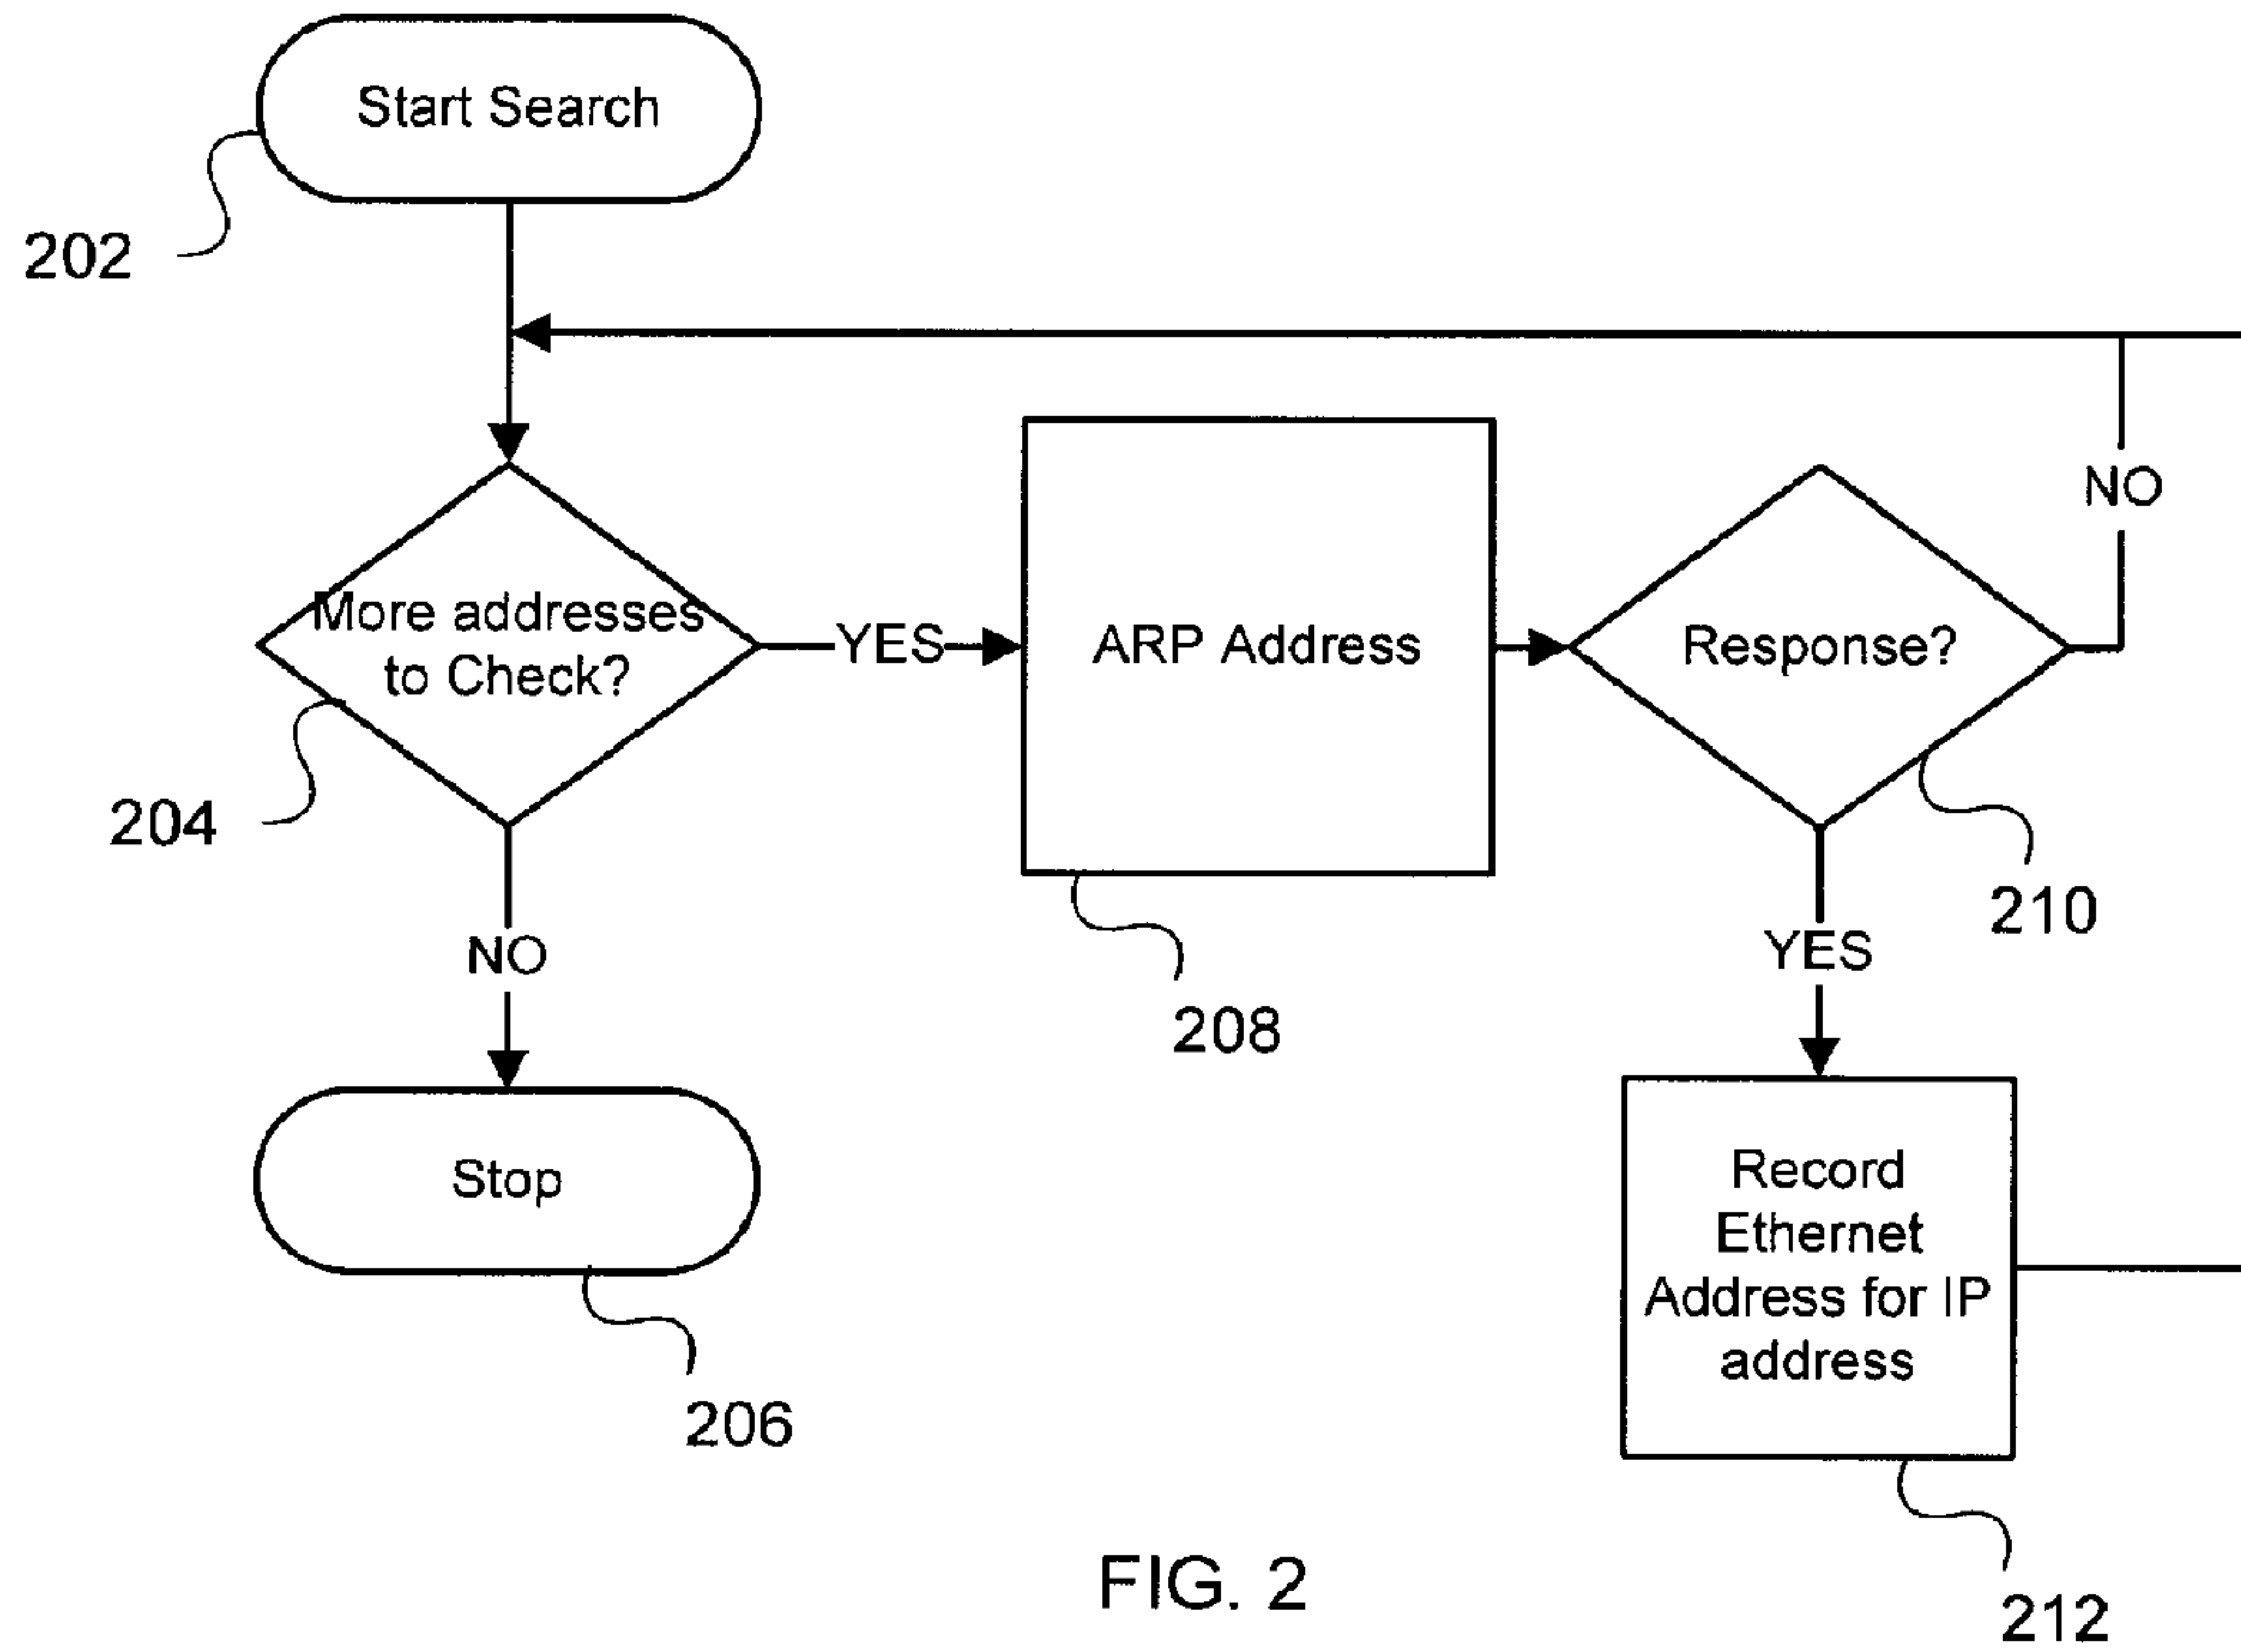 Start Search
202
More addresses
to Check?
YES
ARP Address
Response?
NO
204
208
210
NO
YES
Stop
206
Record
Ethernet
Address for IP
address
212
FIG. 2